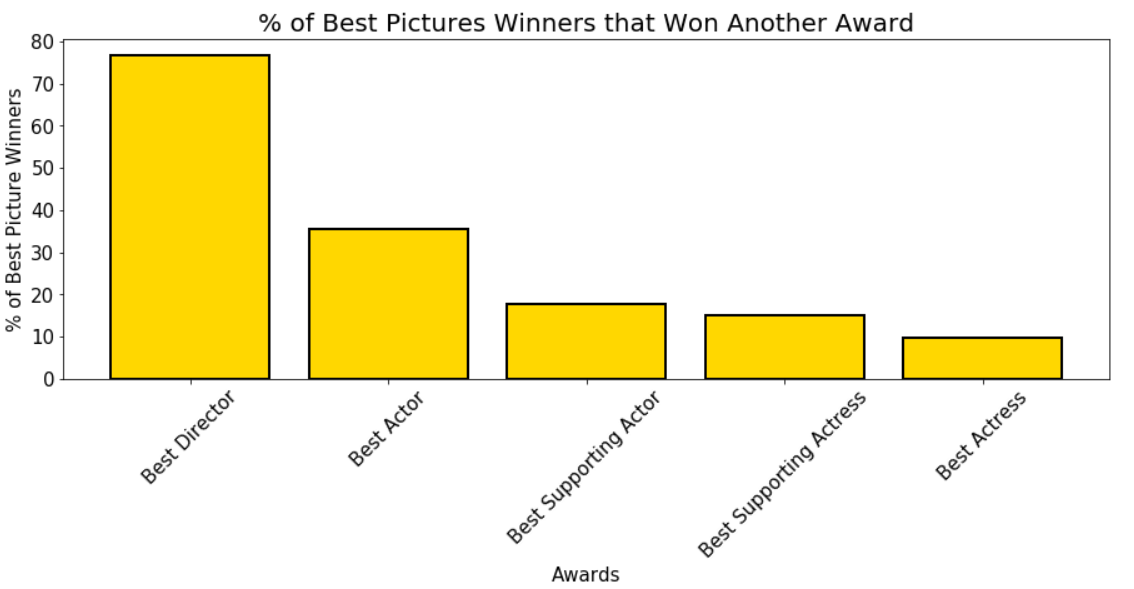 % of Best Pictures Winners that Won Another Award
% of Best Picture Winners
80
70
60
50
40
30
20
10
0
Best Director
Best Actor
Best Supporting Actor
Best Supporting Actress
Best Actress
Awards